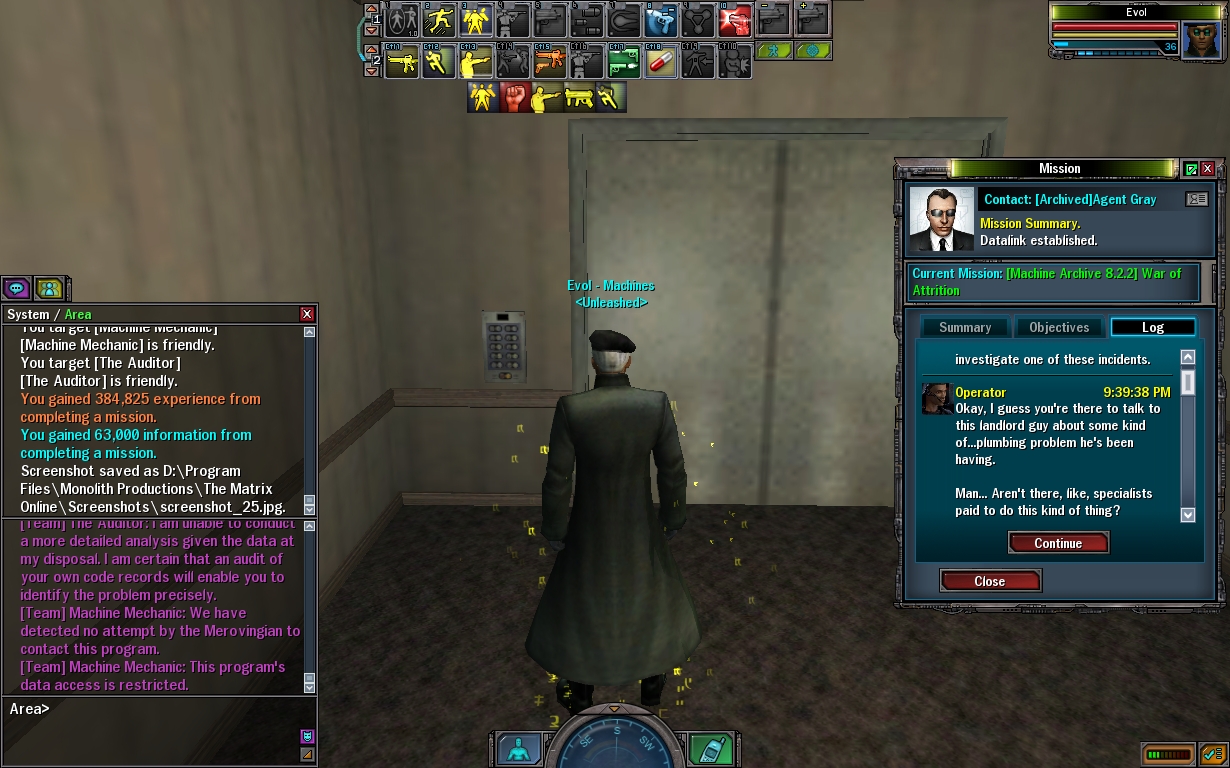 Evol
36
Mission
Contact: [Archived]Agent Gray
Mission Summary.
Datalink established.
Current Mission: [Machine Archive 8.2.2] War of
Attrition
Summary
Objectives
Log
investigate one of these incidents.
Operator 9:39:38 PM
Okay, I guess you're there to talk to
this landlord guy about some kind
of...plumbing problem he's been
having.
Man... Aren't there, like, specialists
paid to do this kind of thing?
Continue
Close
Evol - Machines
<Unleashed>
System / Area
You target [Machine Mechanic]
[Machine Mechanic] is friendly.
You target [The Auditor]
[The Auditor] is friendly.
You gained 384,825 experience from
completing a mission.
You gained 63,000 information from
completing a mission.
Screenshot saved as D:\Program
Files\Monolith Productions\The Matrix
Online\Screenshots\screenshot_25.jpg.
[Team] The Auditor: I am unable to conduct
a more detailed analysis given the data at
my disposal. I am certain that an audit of
your own code records will enable you to
identify the problem precisely.
[Team] Machine Mechanic: We have
detected no attempt by the Merovingian to
contact this program.
[Team] Machine Mechanic: This program's
data access is restricted.
Area>
SE S SW